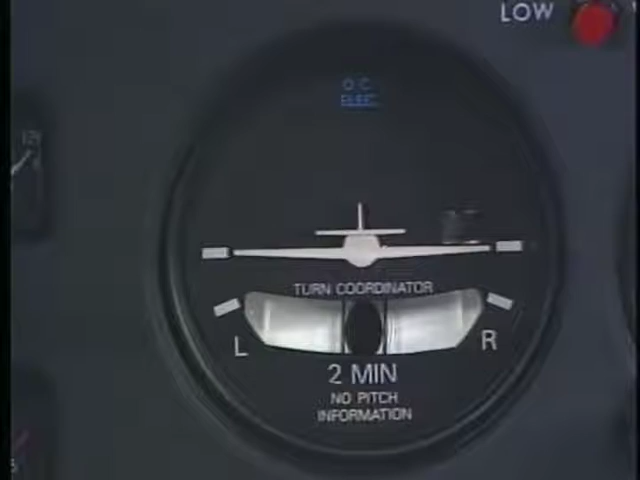 LOW
D.C.
ELEC.
TURN COORDINATOR
L
R
2 MIN
NO PITCH
INFORMATION